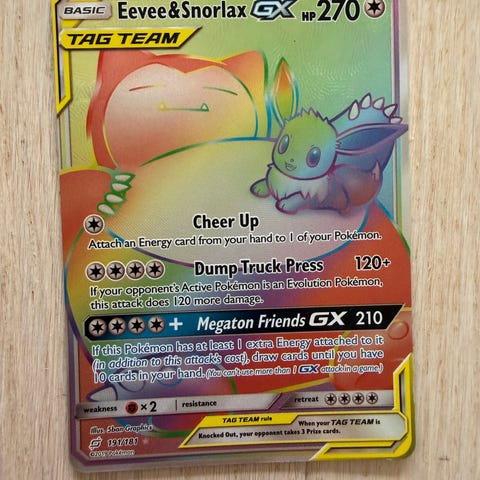 BASIC Eevee&Snorlax GX HP270
TAG TEAM
Cheer Up
Attach an Energy card from your hand to 1 of your Pokémon.
Dump Truck Press 120+
If your opponent's Active Pokémon is an Evolution Pokémon,
this attack does 120 more damage.
+ Megaton Friends GX 210
If this Pokémon has at least 1 extra Energy attached to it
(in addition to this attack's cost), draw cards until you have
10 cards in your hand. (You can't use more than 1 GX attack in a game.)
weakness ×2 resistance retreat
TAG TEAM rule
When your TAG TEAM is
Knocked Out, your opponent takes 3 Prize cards.
Illus. 5ban Graphics
191/181
©2019 Pokémon